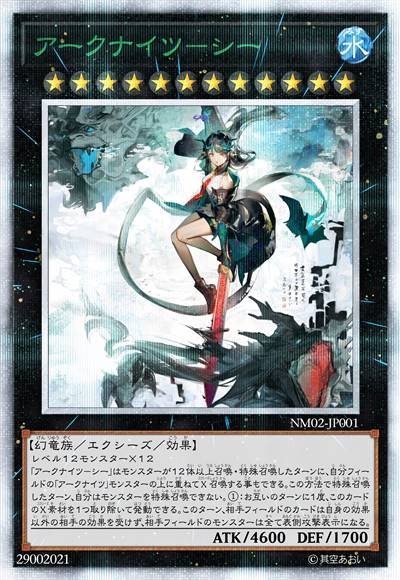 アークナイツーシー
水
NM02-JP001
【幻竜族／エクシーズ／効果】
レベル12モンスター×12
「アークナイツーシー」はモンスターが12体以上召喚・特殊召喚したターンに、自分フィール
ドの「アークナイツ」モンスターの上に重ねてX召喚する事もできる。この方法で特殊召喚
したターン、自分はモンスターを特殊召喚できない。①：お互いのターンに1度、このカード
のX素材を1つ取り除いて発動できる。このターン、相手フィールドのカードは自身の効果
以外の相手の効果を受けず、相手フィールドのモンスターは全て表側攻撃表示になる。
ATK/4600 DEF/1700
29002021
©其空あおい